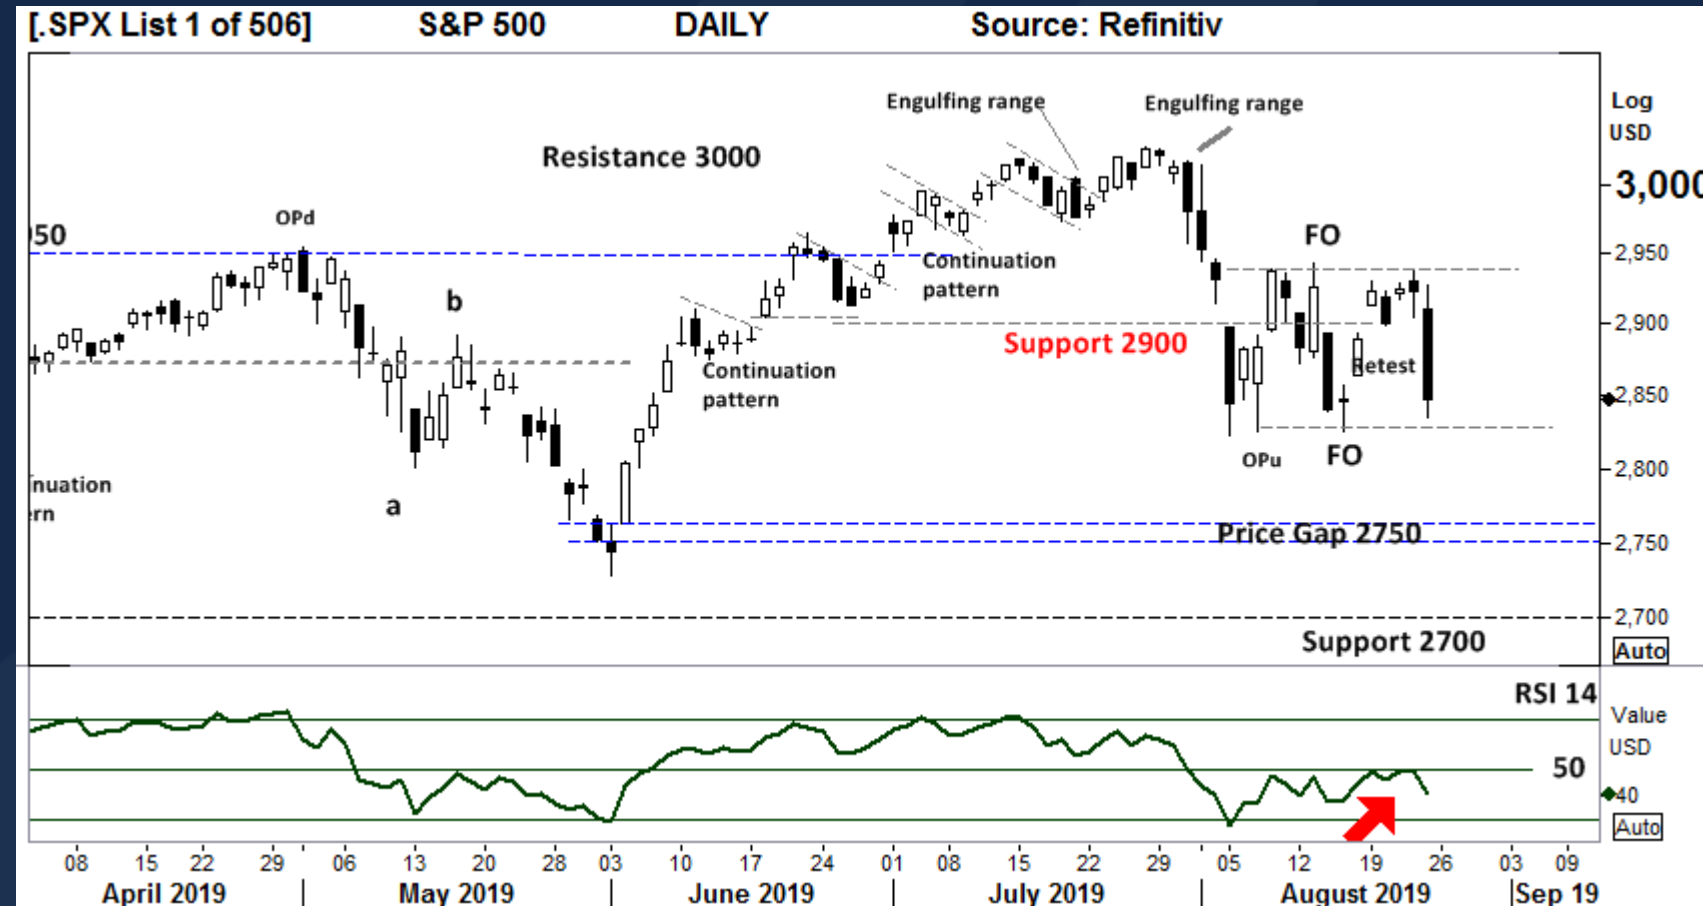 [.SPX List 1 of 506] S&P 500 DAILY Source: Refinitiv
Engulfing range
Engulfing range
Log
USD
Resistance 3000
3,000
OPd
50
FO
2,950
Continuation
pattern
b
2,900
Support 2900
Retest
Continuation
pattern
2,850
OPu
FO
2,800
nuation
rn
a
Price Gap 2750
2,750
2,700
Support 2700
Auto
RSI 14
Value
USD
50
40
Auto
08 15 22 29 06 13 20 28 03 10 17 24 01 08 15 22 29 05 12 19 26 03 09
April 2019 May 2019 June 2019 July 2019 August 2019 Sep 19